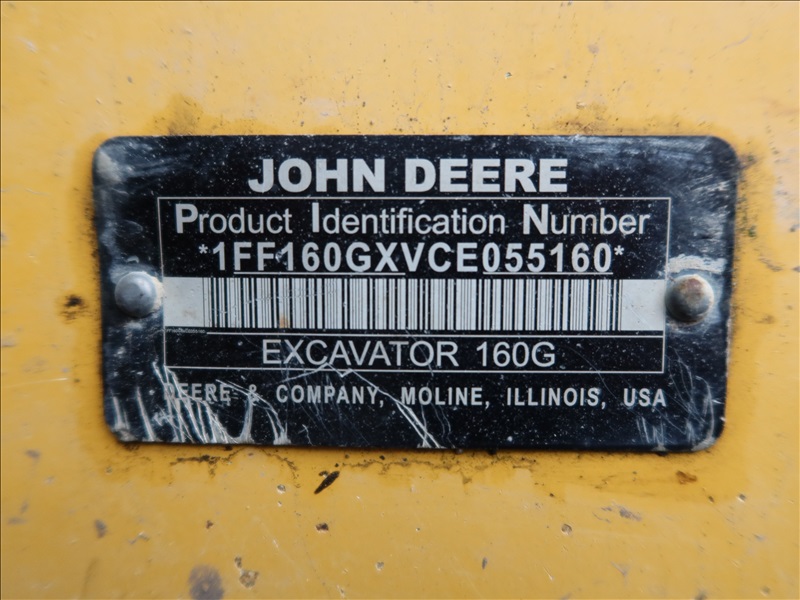 JOHN DEERE
Product Identification Number
*1FF160GXVCE055160*
EXCAVATOR 160G
DEERE & COMPANY, MOLINE, ILLINOIS, USA